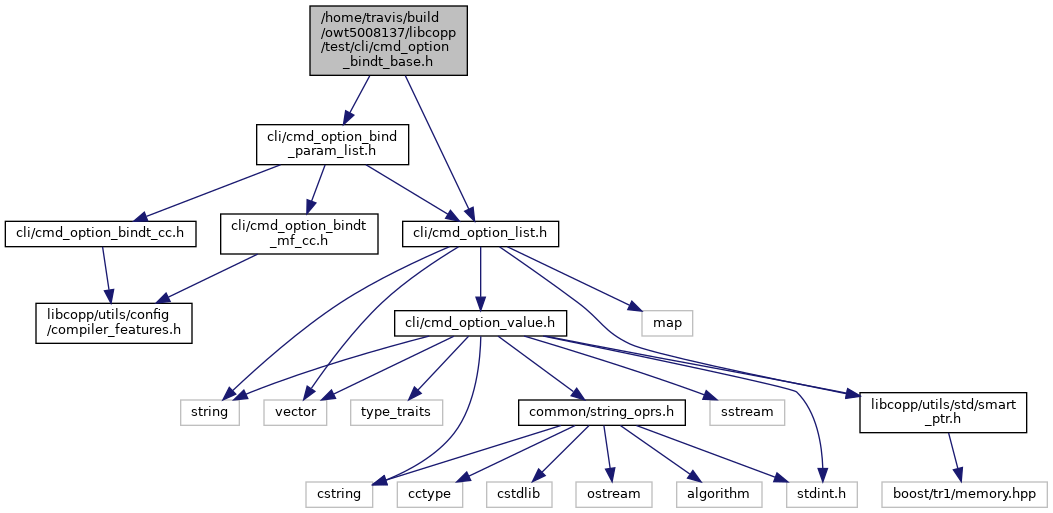 /home/travis/build
/owt5008137/libcopp
/test/cli/cmd_option
_bindt_base.h
cli/cmd_option_bind
_param_list.h
cli/cmd_option_bindt_cc.h
cli/cmd_option_bindt
_mf_cc.h
cli/cmd_option_list.h
libcopp/utils/config
/compiler_features.h
cli/cmd_option_value.h
map
string
vector
type_traits
common/string_oprs.h
sstream
libcopp/utils/std/smart
_ptr.h
cstring
cctype
cstdlib
ostream
algorithm
stdint.h
boost/tr1/memory.hpp